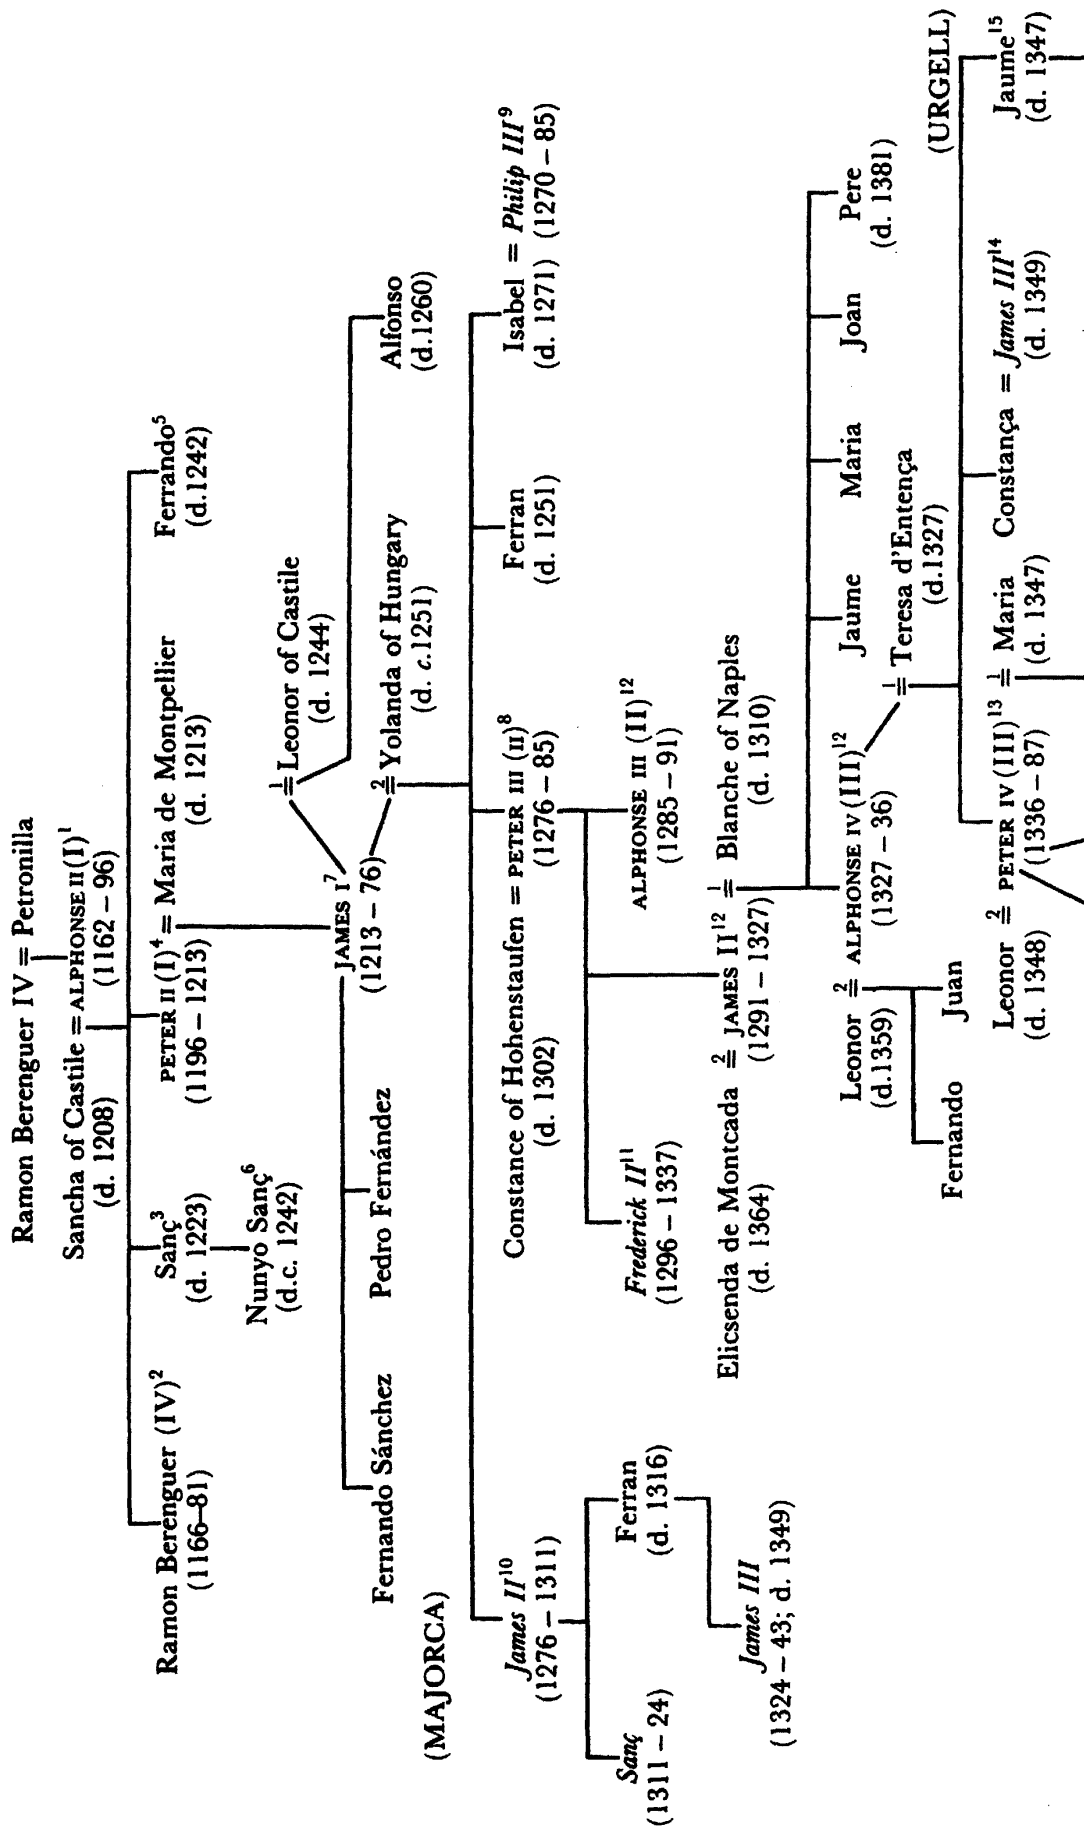 Ramon Berenguer IV = Petronilla
Sancha of Castile = ALPHONSE II (I)¹
(d. 1208) (1162 – 96)
Ramon Berenguer (IV)²
(1166–81)
Sanç³
(d. 1223)
PETER II (I)⁴ = Maria de Montpellier
(1196 – 1213) (d. 1213)
Ferrando⁵
(d.1242)
Nunyo Sanç⁶
(d.c. 1242)
1= Leonor of Castile
(d. 1244)
Fernando Sánchez
Pedro Fernández
JAMES I⁷
(1213 – 76)
2= Yolanda of Hungary
(d. c.1251)
Alfonso
(d.1260)
(MAJORCA)
James II¹⁰
(1276 – 1311)
Constance of Hohenstaufen = PETER III (II)⁸
(d. 1302) (1276 – 85)
Ferran
(d. 1251)
Isabel = Philip III⁹
(d. 1271) (1270 – 85)
Sanç
(1311 – 24)
Ferran
(d. 1316)
Frederick II¹¹
(1296 – 1337)
ALPHONSE III (II)¹²
(1285 – 91)
James III
(1324 – 43; d. 1349)
Elicsenda de Montcada 2= JAMES II¹² 1= Blanche of Naples
(d. 1364) (1291 – 1327) (d. 1310)
Leonor 2= ALPHONSE IV (III)¹²
(d.1359) (1327 – 36)
Jaume
Maria
Joan
Pere
(d. 1381)
1= Teresa d'Entença
(d.1327)
Fernando
Juan
(URGELL)
Leonor 2= PETER IV (III)¹³ 1= Maria
(d. 1348) (1336 – 87) (d. 1347)
Constança = James III¹⁴
(d. 1349)
Jaume¹⁵
(d. 1347)